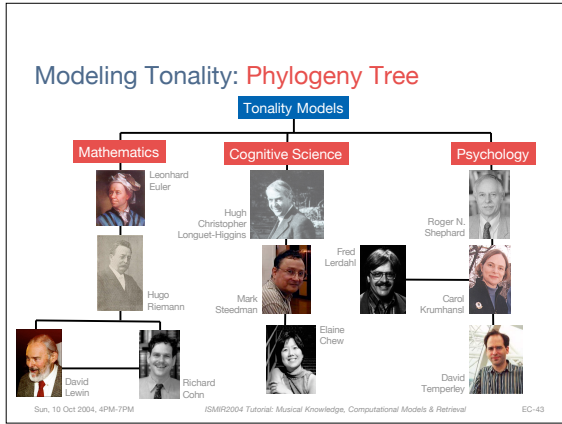 Modeling Tonality: Phylogeny Tree
Tonality Models
Mathematics
Cognitive Science
Psychology
Leonhard
Euler
Hugh
Christopher
Longuet-Higgins
Roger N.
Shephard
Hugo
Riemann
Mark
Steedman
Fred
Lerdahl
Carol
Krumhansl
David
Lewin
Richard
Cohn
Elaine
Chew
David
Temperley
Sun, 10 Oct 2004, 4PM-7PM
ISMIR2004 Tutorial: Musical Knowledge, Computational Models & Retrieval
EC-43